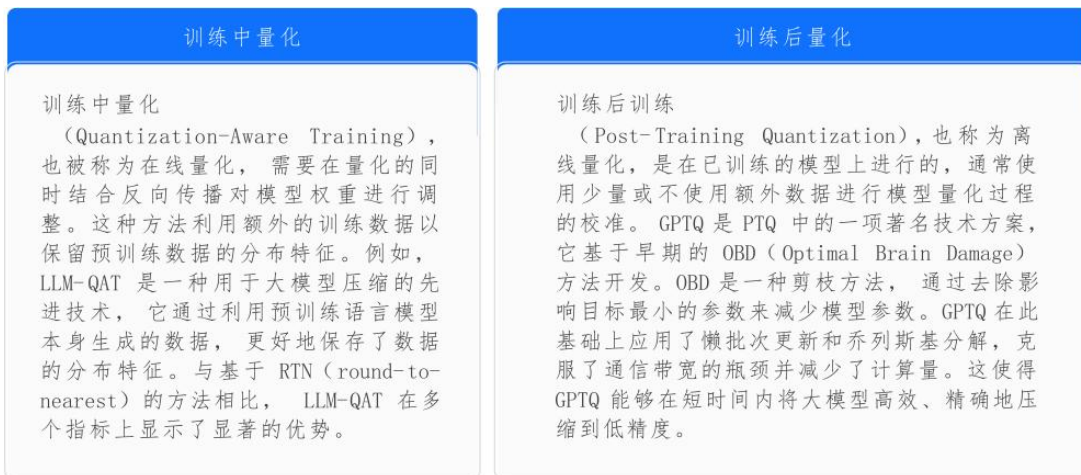 训练中量化
训练中量化
（Quantization-Aware Training），
也被称为在线量化， 需要在量化的同
时结合反向传播对模型权重进行调
整。这种方法利用额外的训练数据以
保留预训练数据的分布特征。例如，
LLM-QAT 是一种用于大模型压缩的先
进技术， 它通过利用预训练语言模型
本身生成的数据， 更好地保存了数据
的分布特征。与基于 RTN（round-to-
nearest）的方法相比， LLM-QAT 在多
个指标上显示了显著的优势。
训练后量化
训练后训练
（Post-Training Quantization），也称为离
线量化，是在已训练的模型上进行的，通常使
用少量或不使用额外数据进行模型量化过程
的校准。 GPTQ 是 PTQ 中的一项著名技术方案，
它基于早期的 OBD（Optimal Brain Damage）
方法开发。OBD 是一种剪枝方法， 通过去除影
响目标最小的参数来减少模型参数。GPTQ 在此
基础上应用了懒批次更新和乔列斯基分解，克
服了通信带宽的瓶颈并减少了计算量。这使得
GPTQ 能够在短时间内将大模型高效、精确地压
缩到低精度。